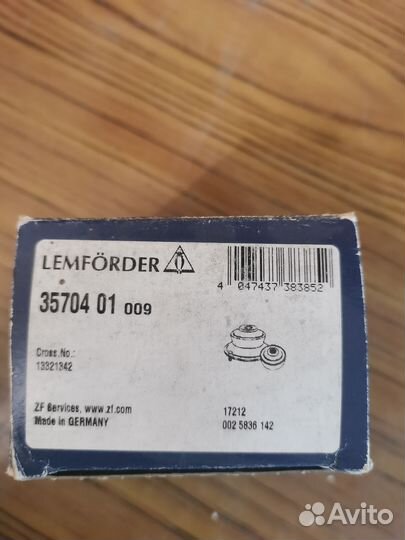 LEMFÖRDER
4 047437 383852
35704 01 009
Cross.No.:
13321342
ZF Services, www.zf.com
Made in GERMANY
17212
002 5836 142
Avito